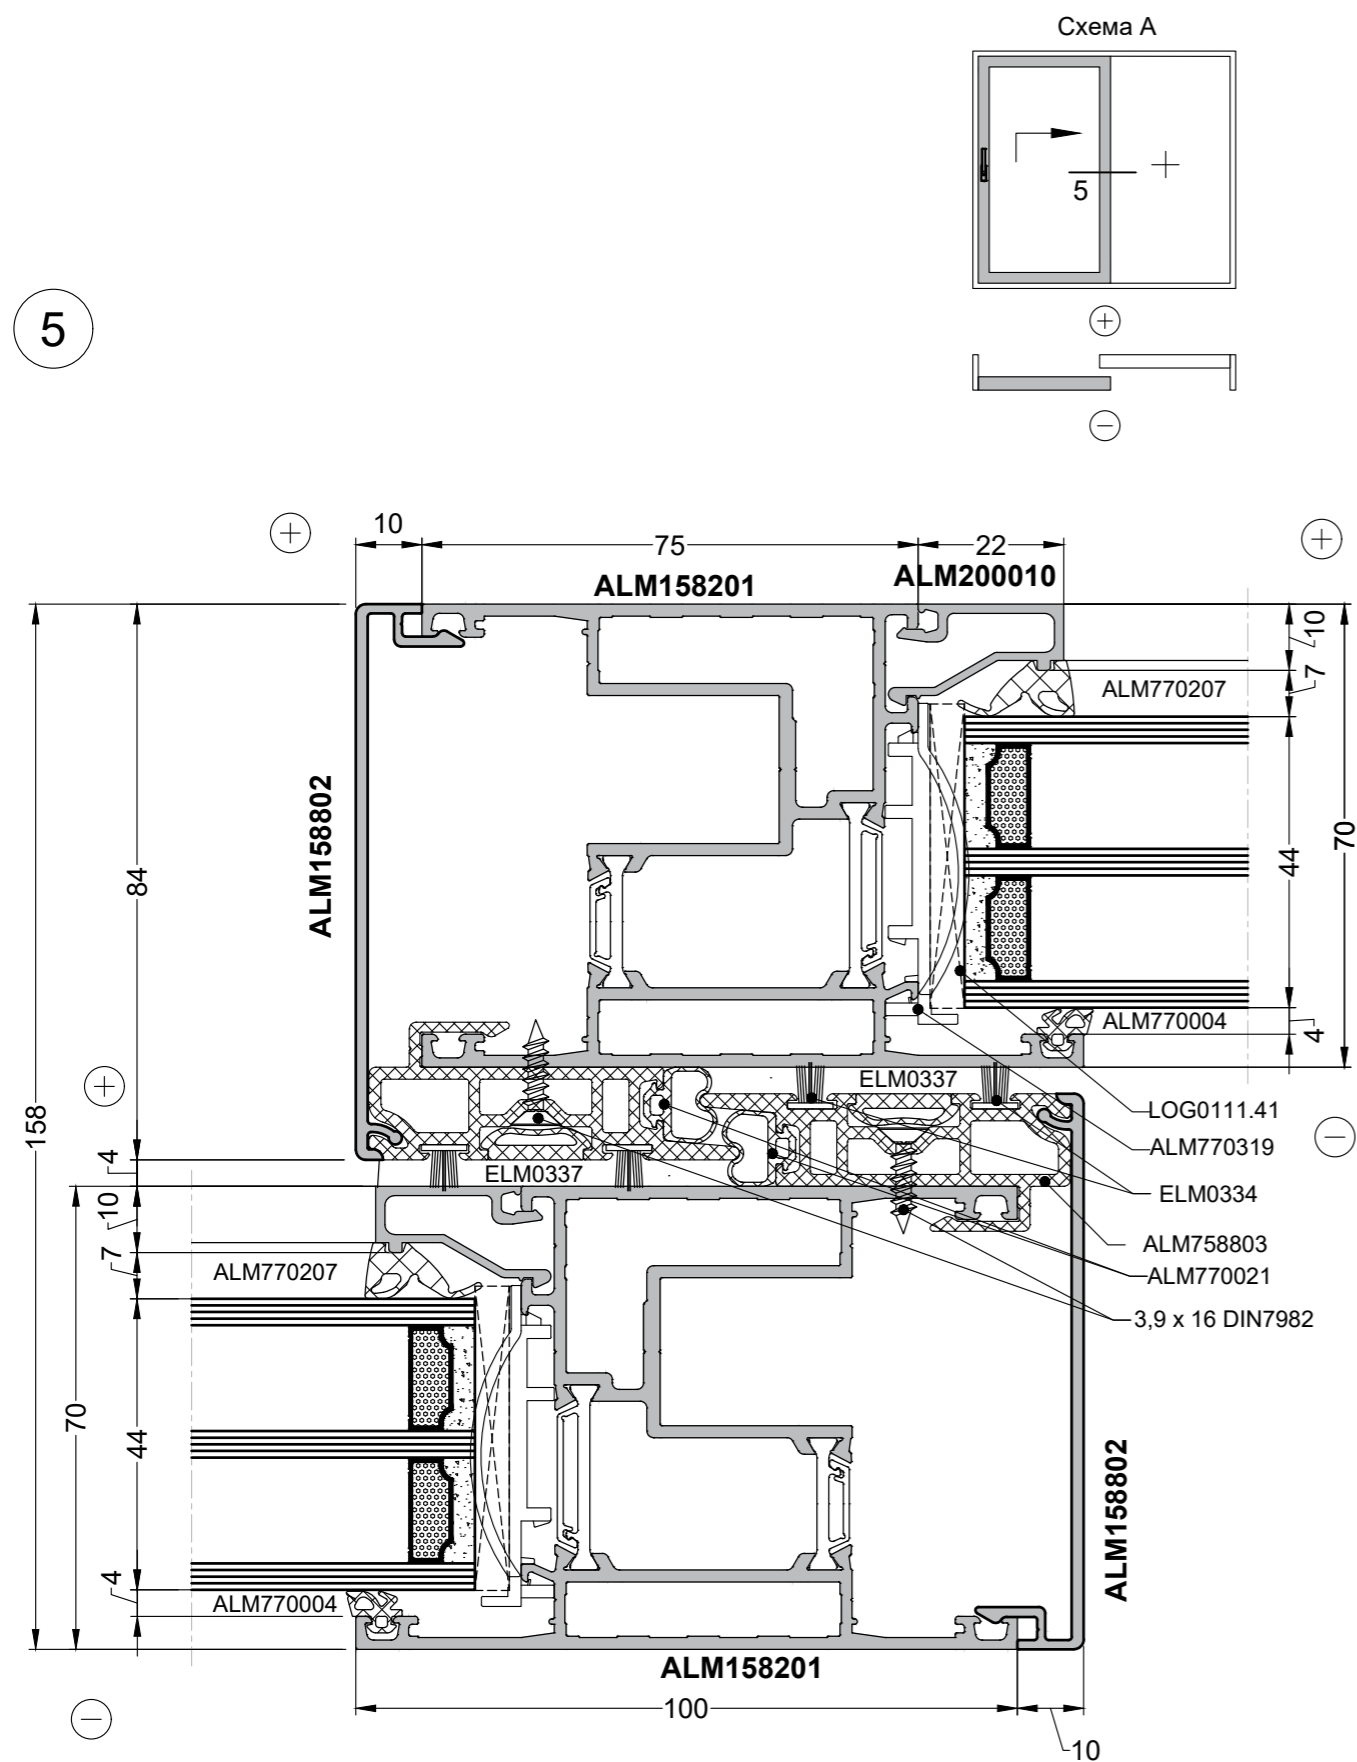 Схема А
5
+
−
5
+
+
10
75
22
ALM158201
ALM200010
10
7
ALM770207
ALM158802
84
44
70
158
ALM770004
4
+
ELM0337
LOG0111.41
ALM770319
−
4
ELM0337
ELM0334
10
7
ALM758803
ALM770207
ALM770021
3,9 x 16 DIN7982
70
44
ALM158802
4
ALM770004
ALM158201
100
10
−